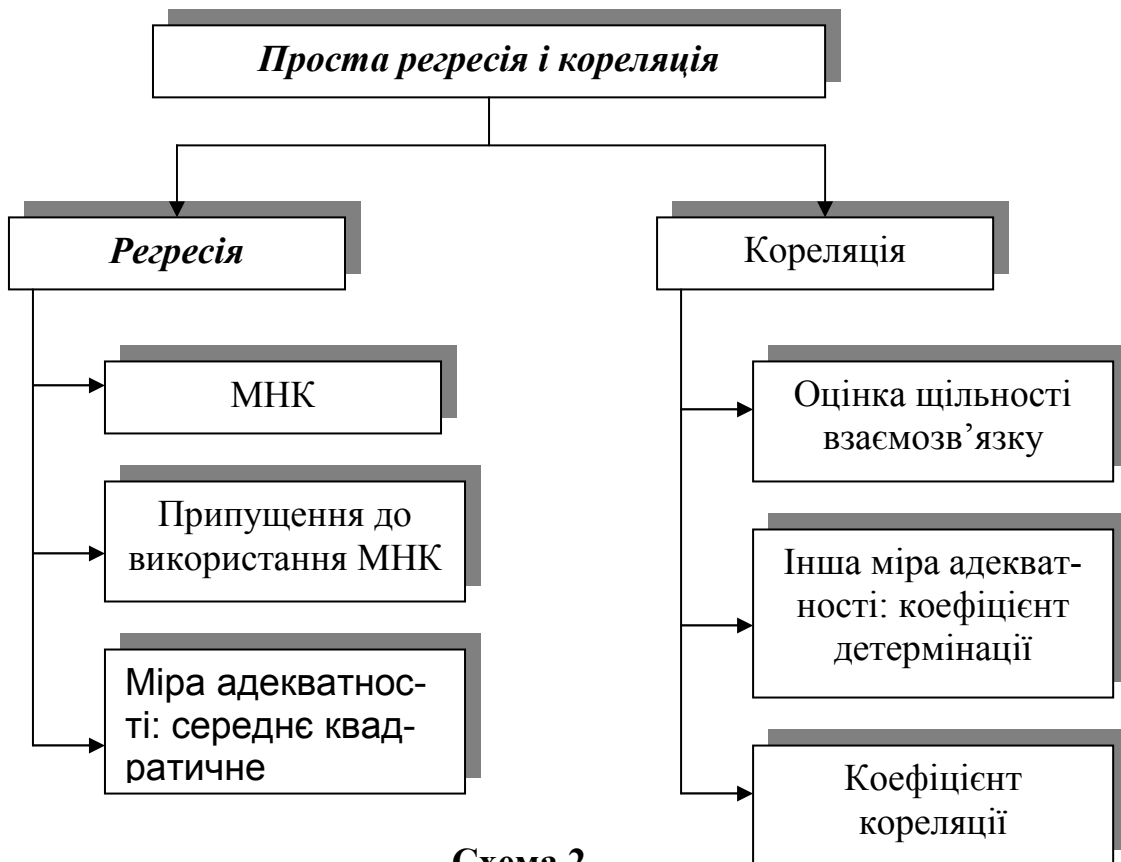 Проста регресія і кореляція
Регресія
МНК
Припущення до
використання МНК
Міра адекватнос-
ті: середнє квад-
ратичне
Кореляція
Оцінка щільності
взаємозв’язку
Інша міра адекват-
ності: коефіцієнт
детермінації
Коефіцієнт
кореляції
Схема 2